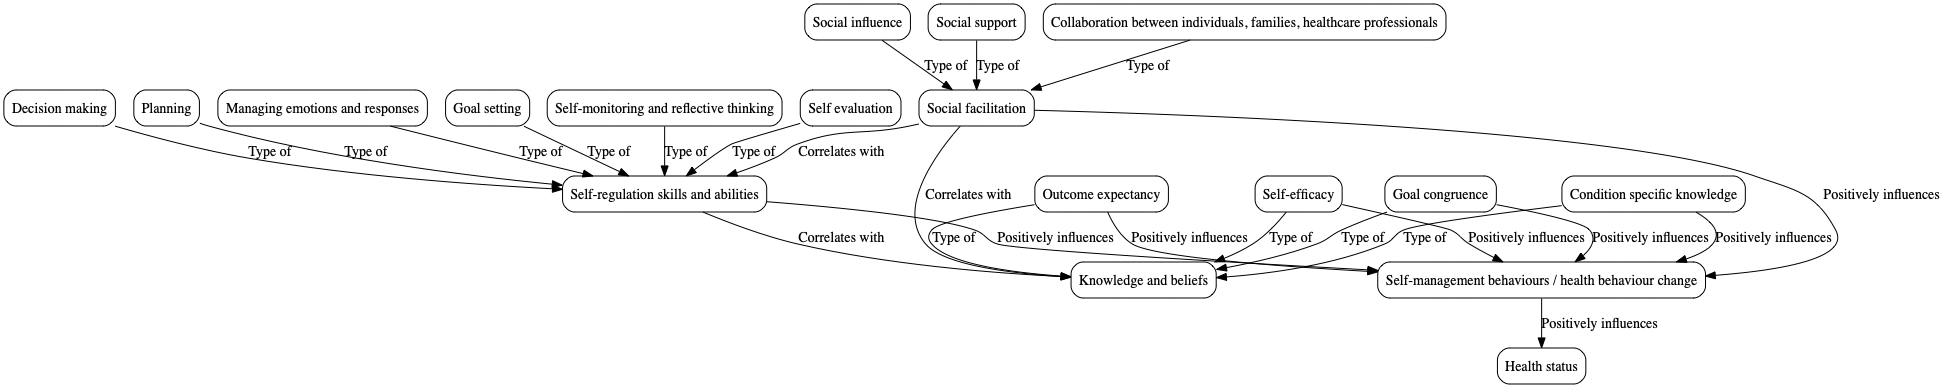 Social influence
Social support
Collaboration between individuals, families, healthcare professionals
Type of
Type of
Type of
Decision making
Planning
Managing emotions and responses
Goal setting
Self-monitoring and reflective thinking
Self evaluation
Social facilitation
Type of
Type of
Type of
Type of
Type of
Type of
Correlates with
Self-regulation skills and abilities
Correlates with
Outcome expectancy
Self-efficacy
Goal congruence
Condition specific knowledge
Positively influences
Correlates with
Type of
Positively influences
Positively influences
Type of
Type of
Type of
Positively influences
Positively influences
Positively influences
Knowledge and beliefs
Self-management behaviours / health behaviour change
Positively influences
Health status